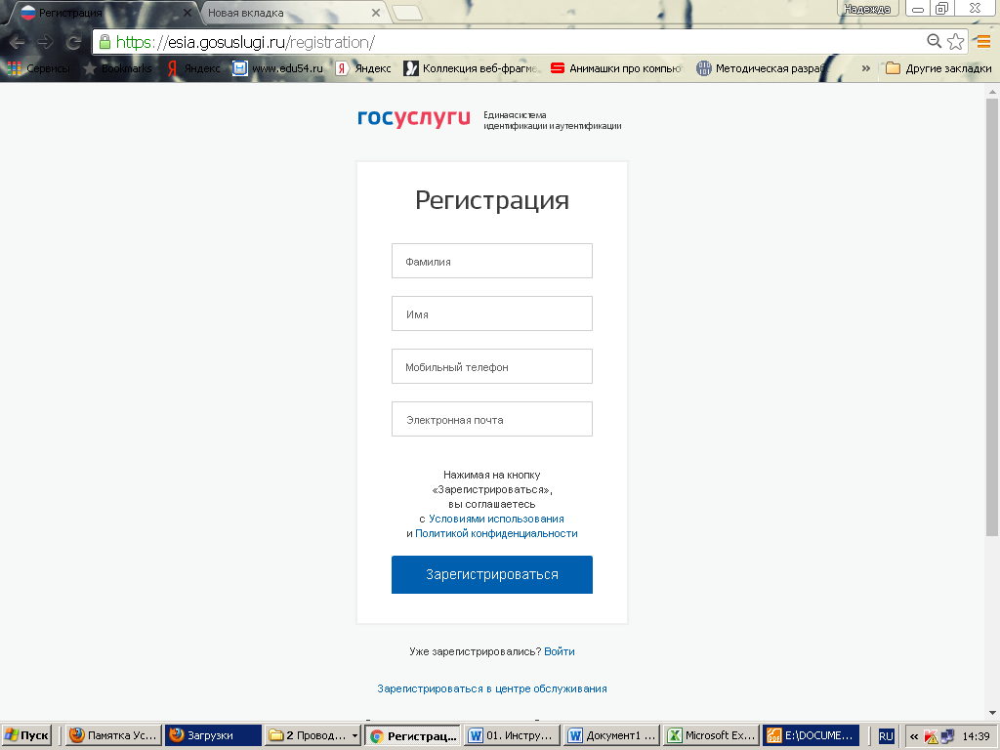 Регистрация
Новая вкладка
Надежда
https://esia.gosuslugi.ru/registration/
Сервисы
Bookmarks
Яндекс
www.edu54.ru
Яндекс
Коллекция веб-фрагме
Анимашки про компью
Методическая разраб
»
Другие закладки
госуслуги
Единая система
идентификации и аутентификации
Регистрация
Фамилия
Имя
Мобильный телефон
Электронная почта
Нажимая на кнопку
«Зарегистрироваться»,
вы соглашаетесь
с Условиями использования
и Политикой конфиденциальности
Зарегистрироваться
Уже зарегистрировались? Войти
Зарегистрироваться в центре обслуживания
Пуск
Памятка Ус...
Загрузки
2 Провод...
Регистрац...
01. Инстру...
Документ1 ...
Microsoft Ex...
E:\DOCUME...
RU
«
14:39